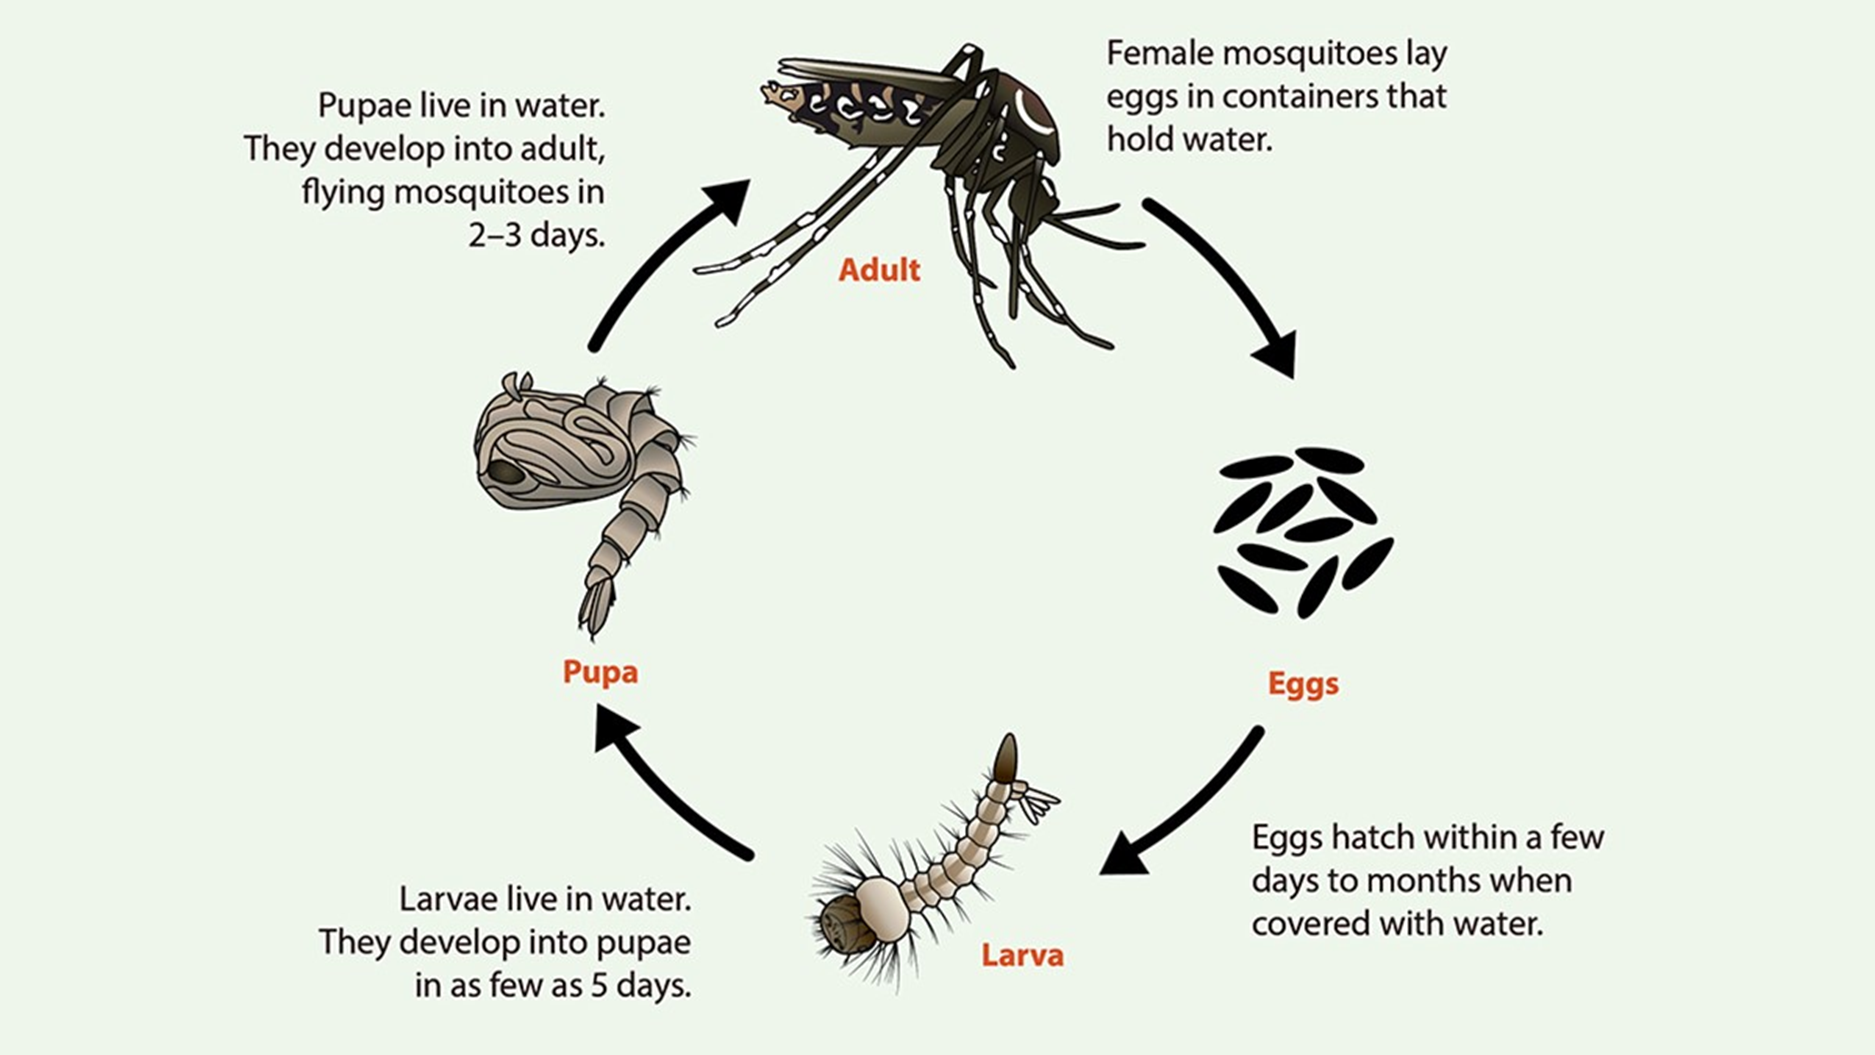 Female mosquitoes lay
eggs in containers that
hold water.
Pupae live in water.
They develop into adult,
flying mosquitoes in
2–3 days.
Adult
Pupa
Eggs
Eggs hatch within a few
days to months when
covered with water.
Larvae live in water.
They develop into pupae
in as few as 5 days.
Larva